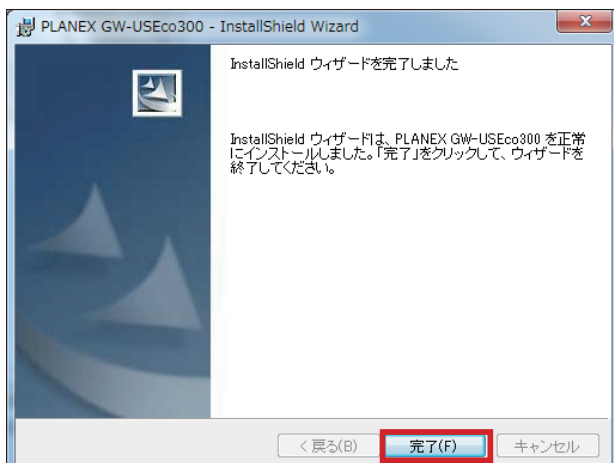 PLANEX GW-USEco300 - InstallShield Wizard
InstallShield ウィザードを完了しました
InstallShield ウィザードは、PLANEX GW-USEco300 を正常
にインストールしました。「完了」をクリックして、ウィザードを
終了してください。
< 戻る(B)
完了(F)
キャンセル